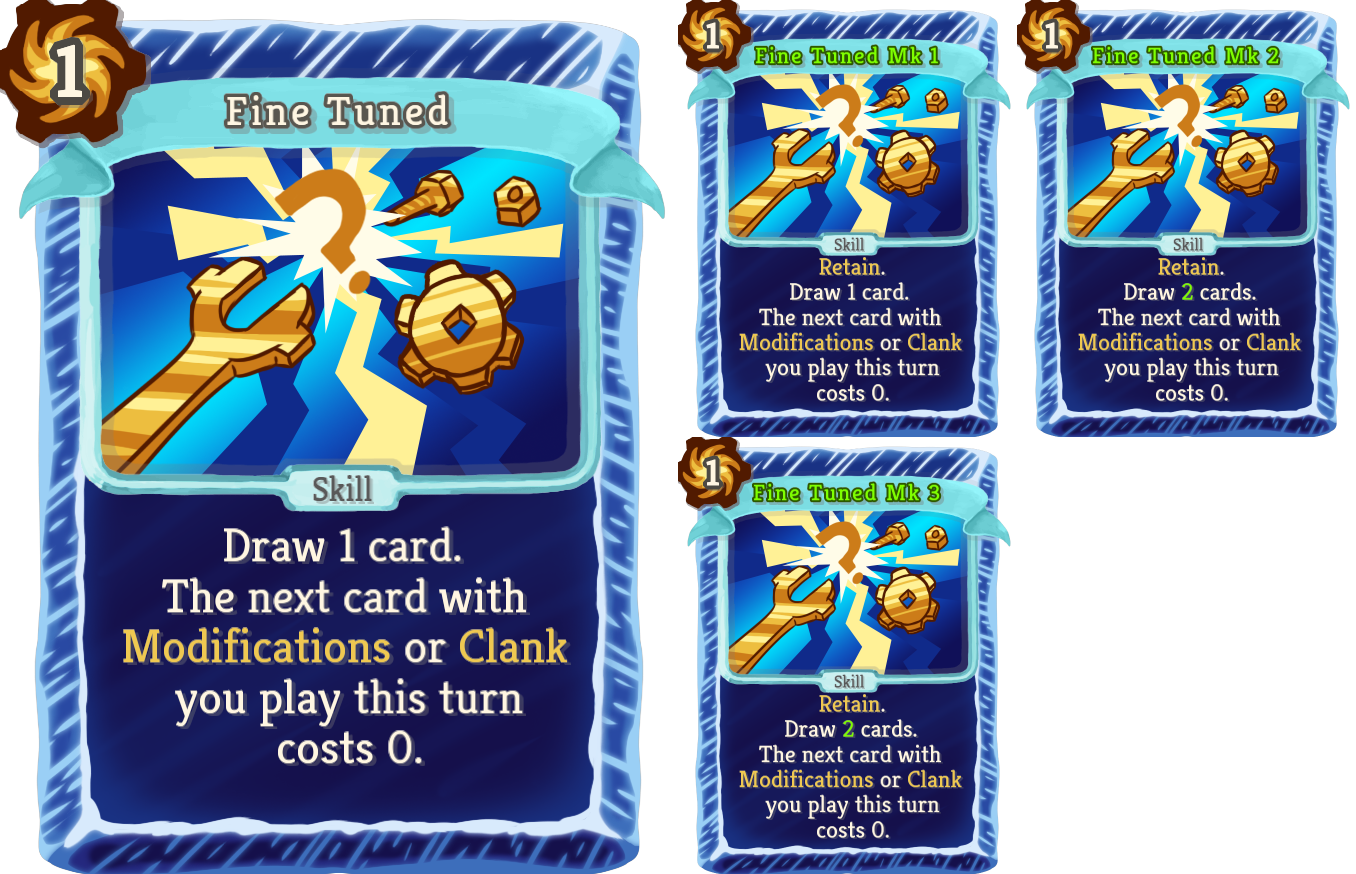 1
Fine Tuned
Skill
Draw 1 card.
The next card with
Modifications or Clank
you play this turn
costs 0.
1
Fine Tuned Mk 1
Skill
Retain.
Draw 1 card.
The next card with
Modifications or Clank
you play this turn
costs 0.
1
Fine Tuned Mk 2
Skill
Retain.
Draw 2 cards.
The next card with
Modifications or Clank
you play this turn
costs 0.
1
Fine Tuned Mk 3
Skill
Retain.
Draw 2 cards.
The next card with
Modifications or Clank
you play this turn
costs 0.